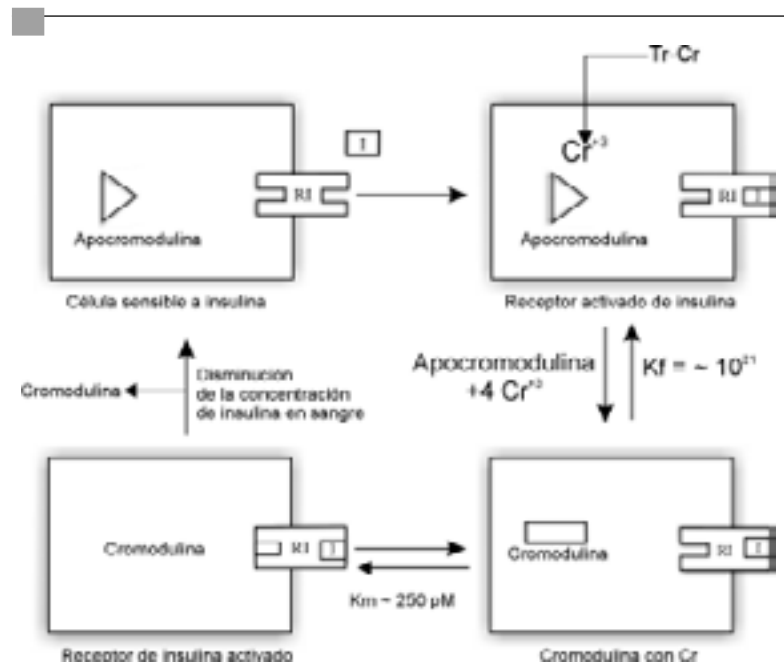 Tr-Cr
I
Cr+3
RI
RI I
Apocromodulina
Apocromodulina
Célula sensible a insulina
Receptor activado de insulina
Apocromodulina
+4 Cr+3
Kf = ~ 10²¹
Cromodulina
Disminución
de la concentración
de insulina en sangre
Cromodulina
RI I
Cromodulina
RI I
Km ~ 250 µM
Receptor de insulina activado
Cromodulina con Cr